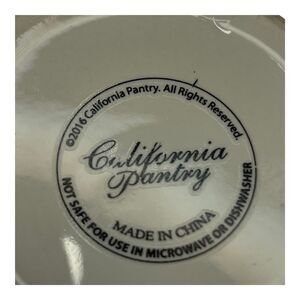 ©2016 California Pantry. All Rights Reserved.
California
Pantry
MADE IN CHINA
NOT SAFE FOR USE IN MICROWAVE OR DISHWASHER